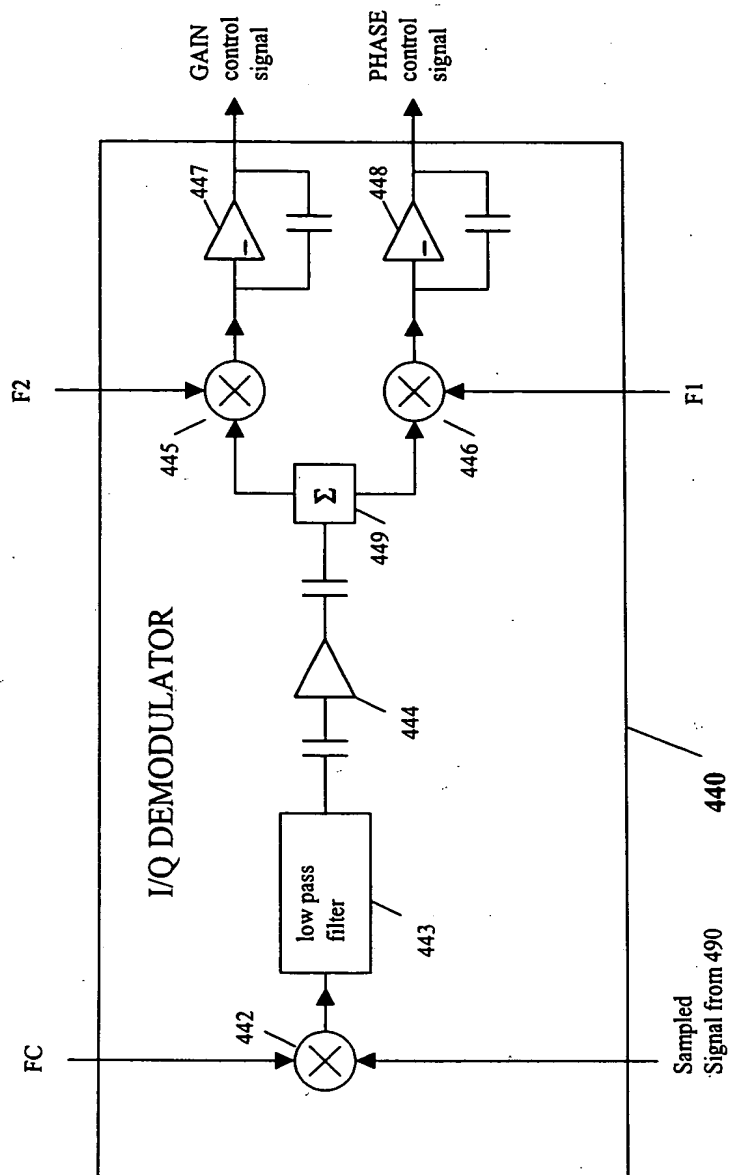 I/Q DEMODULATOR
FC
F2
442
low pass
filter
443
444
Σ
449
445
446
447
448
–
–
GAIN
control
signal
PHASE
control
signal
Sampled
Signal from 490
440
F1